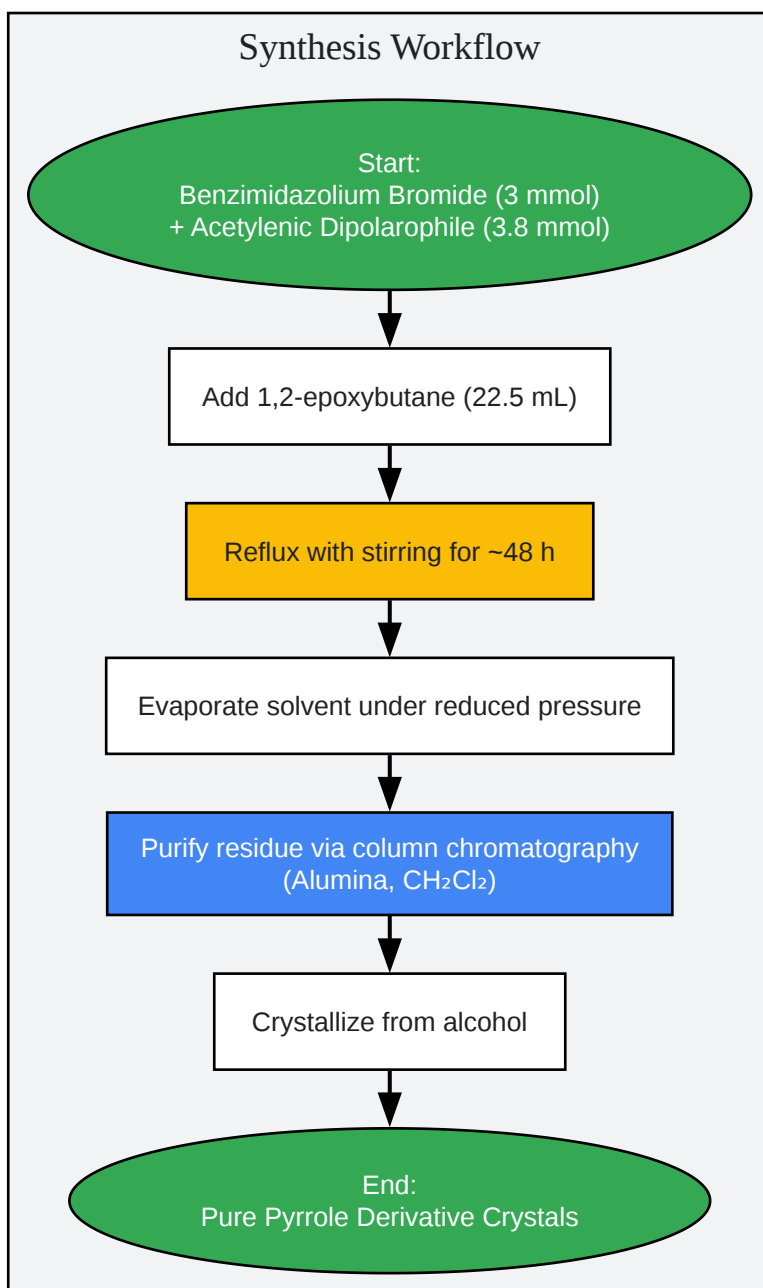 Synthesis Workflow
Start:
Benzimidazolium Bromide (3 mmol)
+ Acetylenic Dipolarophile (3.8 mmol)
Add 1,2-epoxybutane (22.5 mL)
Reflux with stirring for ~48 h
Evaporate solvent under reduced pressure
Purify residue via column chromatography
(Alumina, CH₂Cl₂)
Crystallize from alcohol
End:
Pure Pyrrole Derivative Crystals